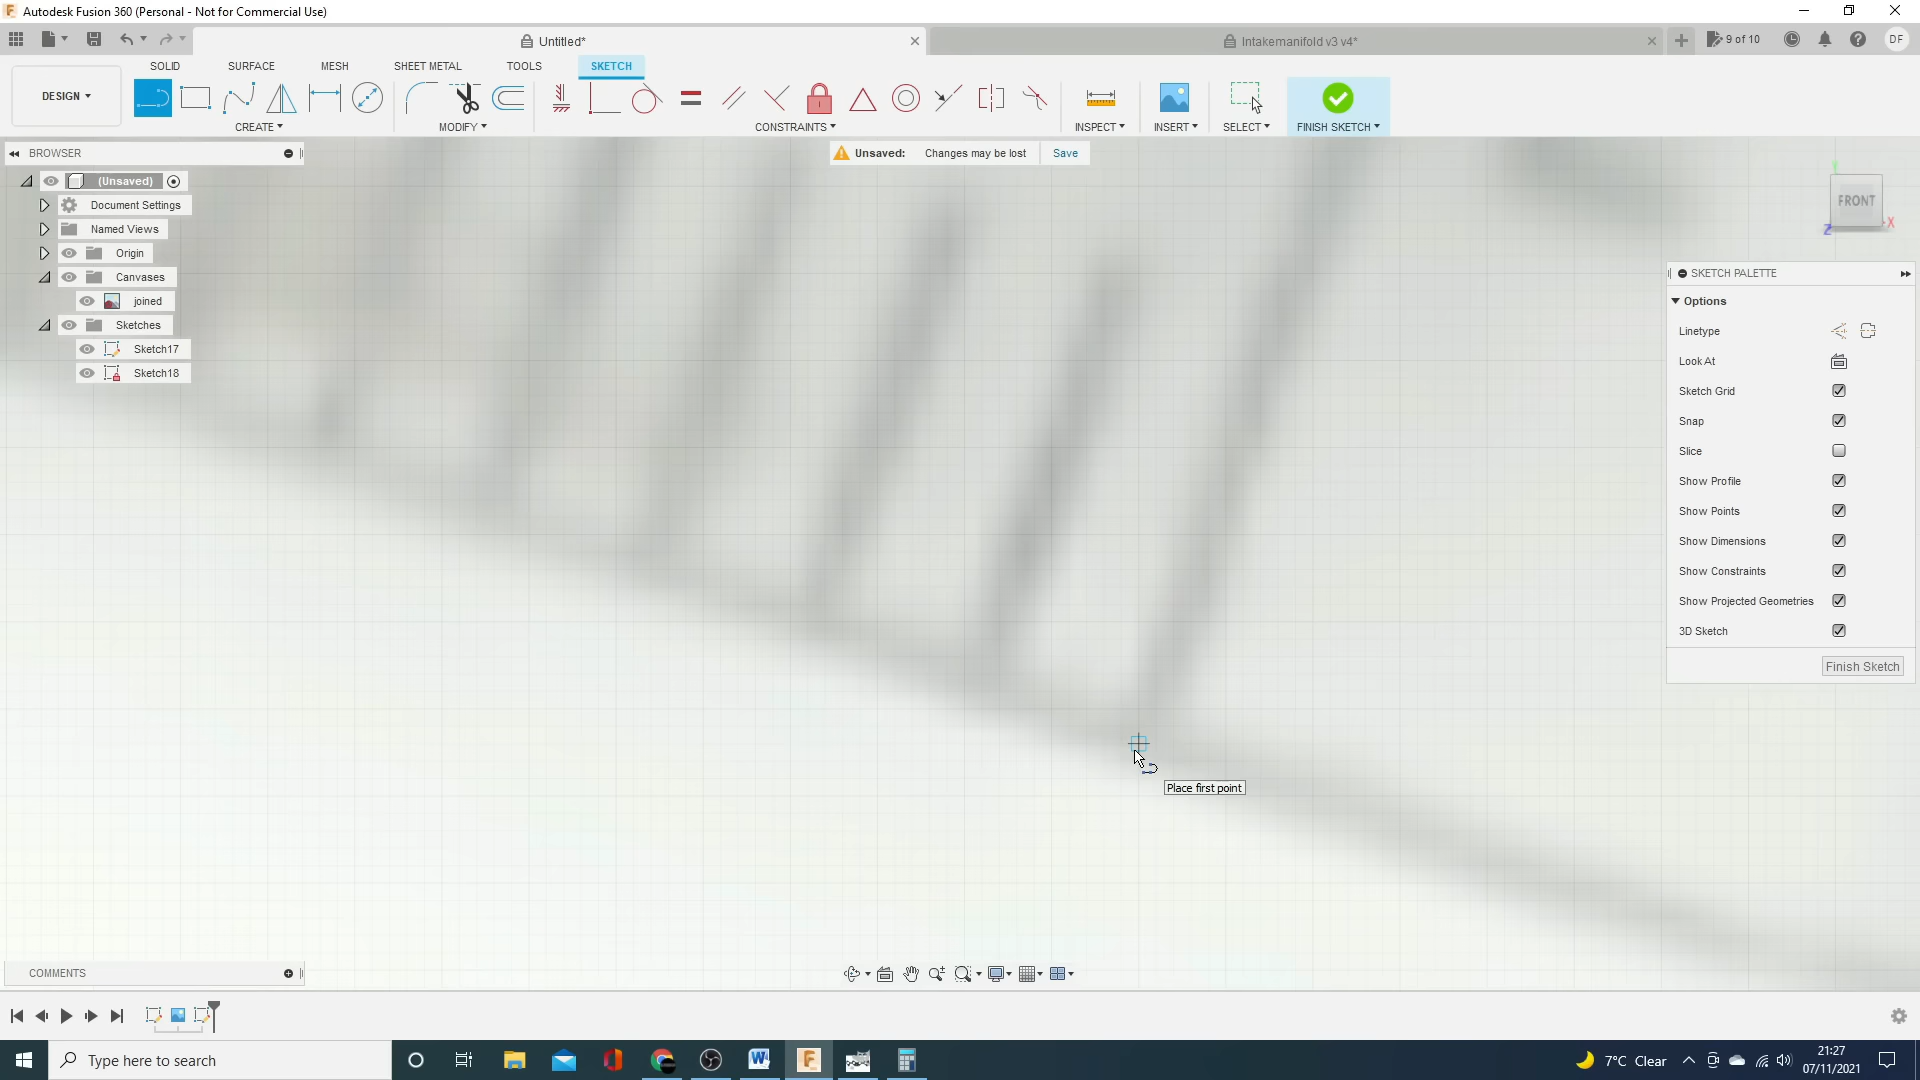 Autodesk Fusion 360 (Personal - Not for Commercial Use)
Untitled*
Intakemanifold v3 v4*
9 of 10
DF
SOLID SURFACE MESH SHEET METAL TOOLS SKETCH
DESIGN
CREATE MODIFY CONSTRAINTS INSPECT INSERT SELECT FINISH SKETCH
BROWSER
Unsaved: Changes may be lost Save
(Unsaved)
Document Settings
Named Views
Origin
Canvases
joined
Sketches
Sketch17
Sketch18
FRONT
X
Z
SKETCH PALETTE
Options
Linetype
Look At
Sketch Grid
Snap
Slice
Show Profile
Show Points
Show Dimensions
Show Constraints
Show Projected Geometries
3D Sketch
Finish Sketch
Place first point
COMMENTS
Type here to search
7°C Clear
21:27
07/11/2021